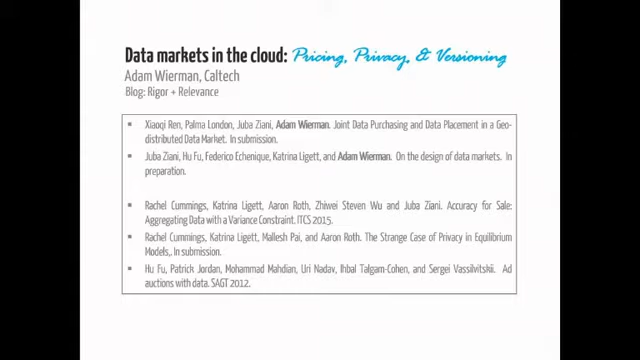 Data markets in the cloud: Pricing, Privacy, & Versioning
Adam Wierman, Caltech
Blog: Rigor + Relevance
▪ Xiaoqi Ren, Palma London, Juba Ziani, Adam Wierman. Joint Data Purchasing and Data Placement in a Geo-
distributed Data Market. In submission.
▪ Juba Ziani, Hu Fu, Federico Echenique, Katrina Ligett, and Adam Wierman. On the design of data markets. In
preparation.
▪ Rachel Cummings, Katrina Ligett, Aaron Roth, Zhiwei Steven Wu and Juba Ziani. Accuracy for Sale:
Aggregating Data with a Variance Constraint. ITCS 2015.
▪ Rachel Cummings, Katrina Ligett, Mallesh Pai, and Aaron Roth. The Strange Case of Privacy in Equilibrium
Models,. In submission.
▪ Hu Fu, Patrick Jordan, Mohammad Mahdian, Uri Nadav, Ihbal Talgam-Cohen, and Sergei Vassilvitskii. Ad
auctions with data. SAGT 2012.